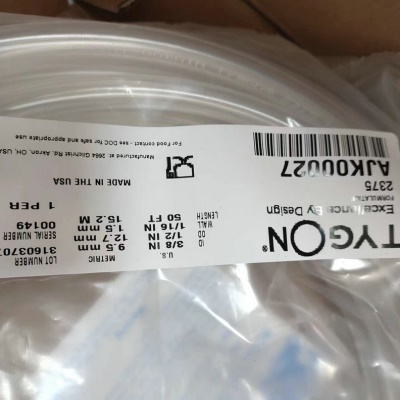 TYGON®
Excellence By Design
FORMULATION
2375
AJK00027
U.S. METRIC
ID 3/8 IN 9.5 mm
OD 1/2 IN 12.7 mm
WALL 1/16 IN 1.5 mm
LENGTH 50 FT 15.2 M
LOT NUMBER
SERIAL NUMBER
00149
1 PER
MADE IN THE USA
Manufactured at: 2664 Gilchrist Rd. Akron, OH, USA
For Food contact - see DOC for safe and appropriate use